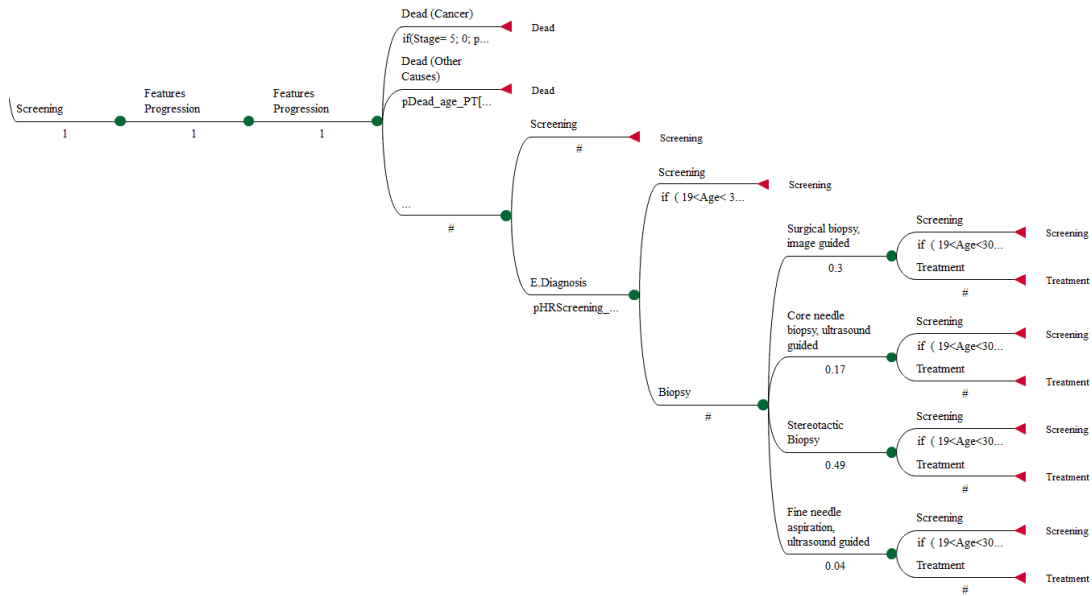 Screening
1
Features
Progression
1
Features
Progression
1
Dead (Cancer)
if(Stage= 5; 0; p...
Dead
Dead (Other
Causes)
pDead_age_PT[...
Dead
...
#
Screening
#
Screening
E.Diagnosis
pHRScreening_...
Screening
if ( 19<Age< 3...
Screening
Biopsy
#
Surgical biopsy,
image guided
0.3
Screening
if ( 19<Age<30...
Screening
Treatment
#
Treatment
Core needle
biopsy, ultrasound
guided
0.17
Screening
if ( 19<Age<30...
Screening
Treatment
#
Treatment
Stereotactic
Biopsy
0.49
Screening
if ( 19<Age<30...
Screening
Treatment
#
Treatment
Fine needle
aspiration,
ultrasound guided
0.04
Screening
if ( 19<Age<30...
Screening
Treatment
#
Treatment